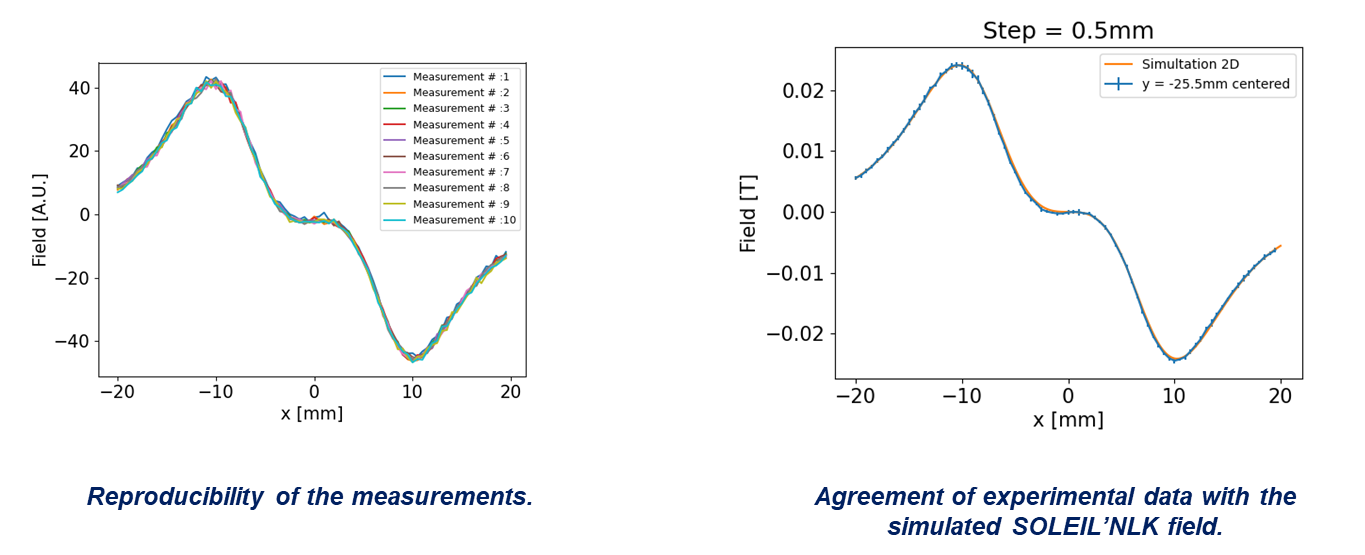 Field [A.U.]
40
20
0
−20
−40
−20
−10
0
10
20
x [mm]
Measurement # :1
Measurement # :2
Measurement # :3
Measurement # :4
Measurement # :5
Measurement # :6
Measurement # :7
Measurement # :8
Measurement # :9
Measurement # :10
Reproducibility of the measurements.
Step = 0.5mm
Field [T]
0.02
0.01
0.00
−0.01
−0.02
−20
−10
0
10
20
x [mm]
Simultation 2D
y = -25.5mm centered
Agreement of experimental data with the
simulated SOLEIL’NLK field.